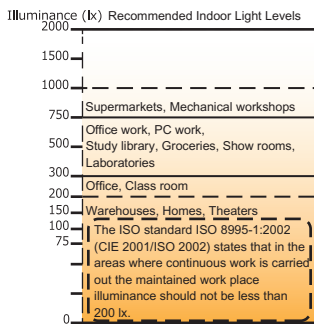 Illuminance (lx) Recommended Indoor Light Levels
2000
1500
1000
Supermarkets, Mechanical workshops
750
Office work, PC work,
500
Study library, Groceries, Show rooms,
Laboratories
300
Office, Class room
200
150
Warehouses, Homes, Theaters
100
The ISO standard ISO 8995-1:2002
75
(CIE 2001/ISO 2002) states that in the
areas where continuous work is carried
out the maintained work place
illuminance should not be less than
200 lx.
0